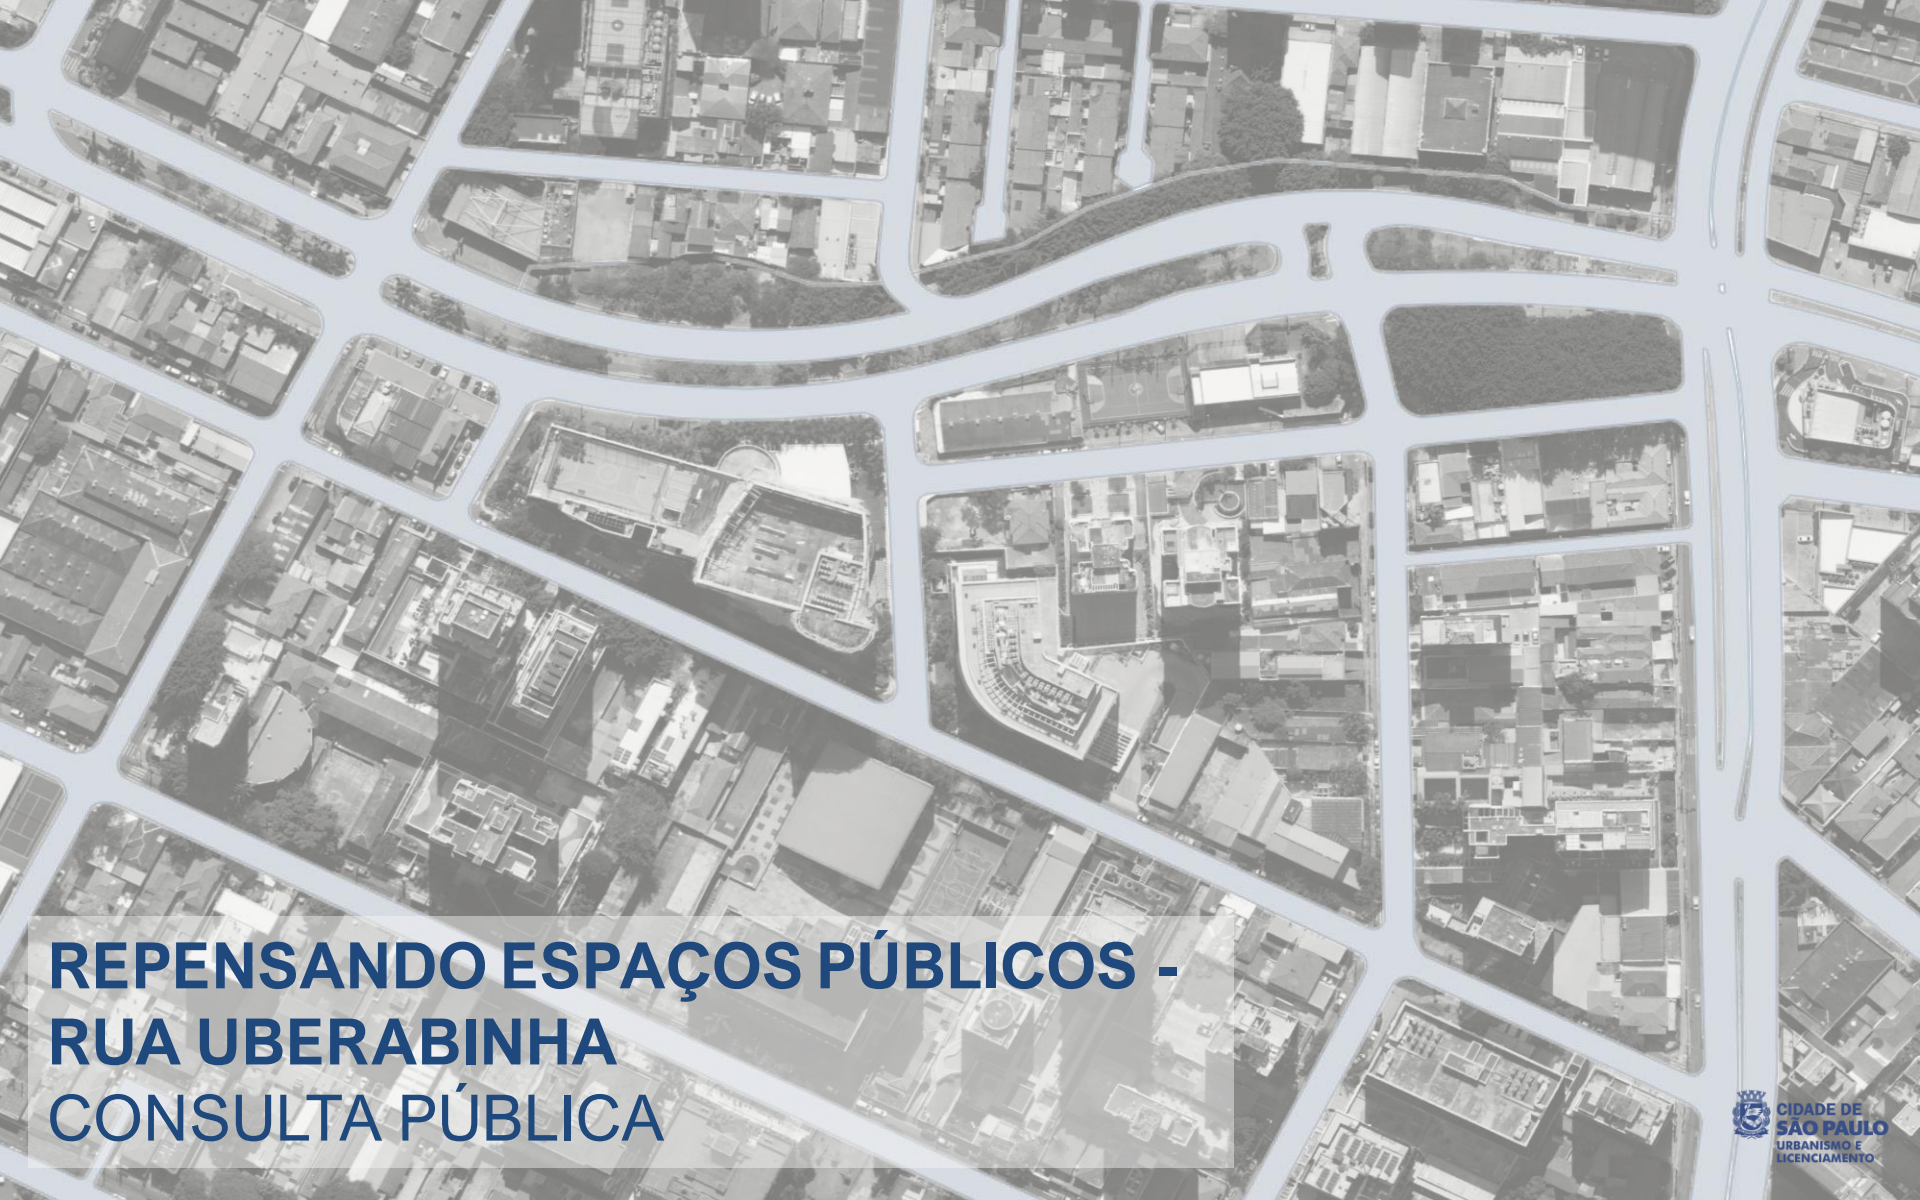 REPENSANDO ESPAÇOS PÚBLICOS -
RUA UBERABINHA
CONSULTA PÚBLICA
CIDADE DE
SÃO PAULO
URBANISMO E
LICENCIAMENTO